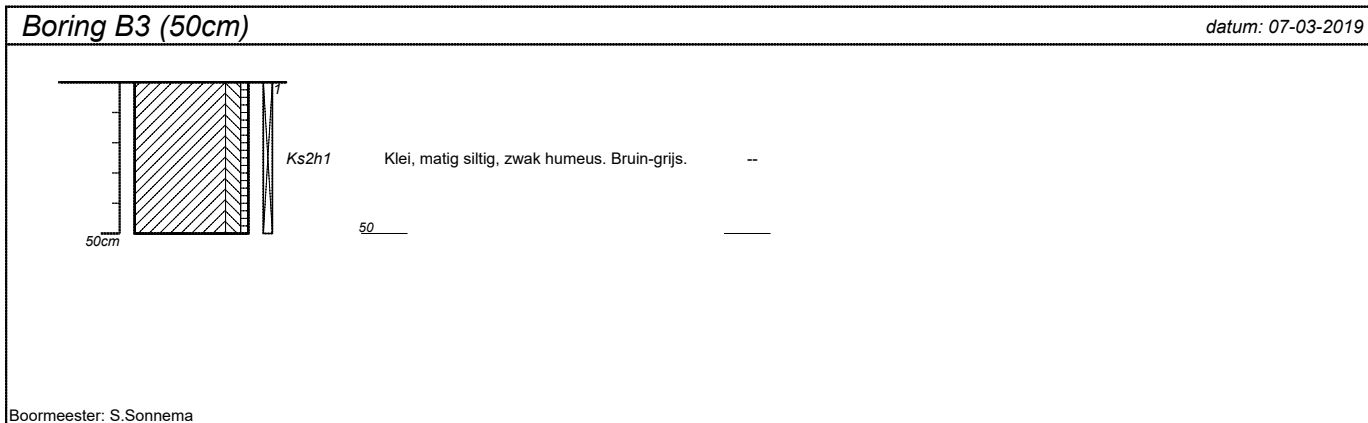 Boring B3 (50cm)
datum: 07-03-2019
1
Ks2h1 Klei, matig siltig, zwak humeus. Bruin-grijs. --
50
50cm
Boormeester: S.Sonnema